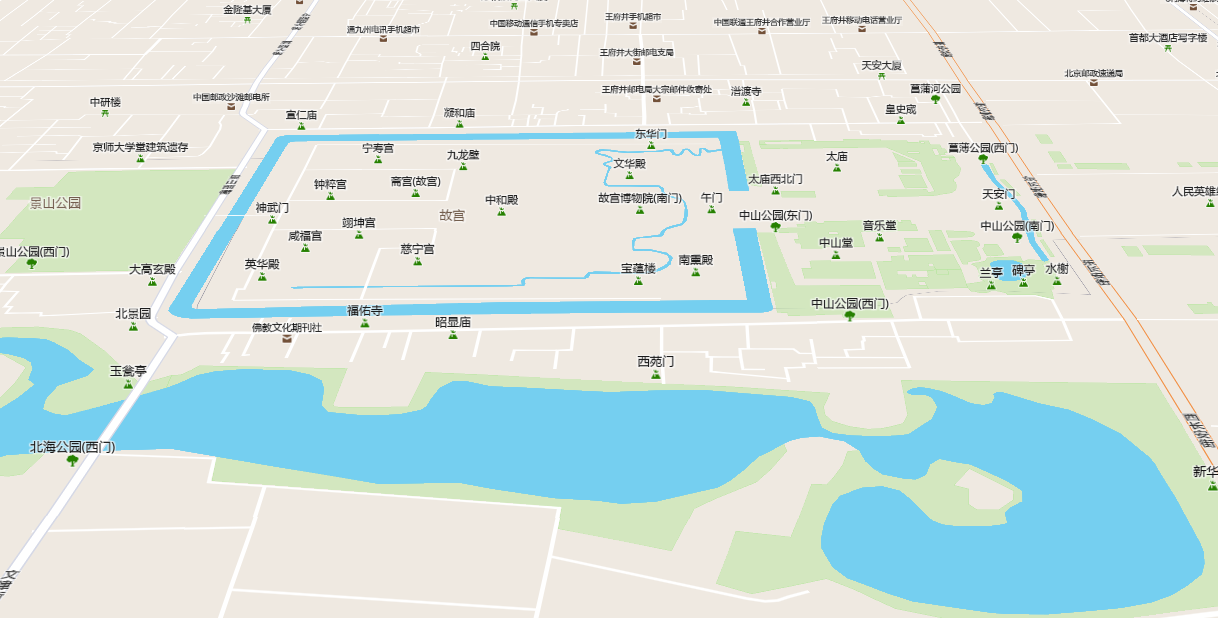 金隆基大厦
通九州电讯手机超市
四合院
中国移动通信手机专卖店
王府井手机超市
中国联通王府井合作营业厅
王府井移动电话营业厅
首都大酒店写字楼
王府井大街邮电支局
天安大厦
北京邮政速递局
中研楼
中国邮政沙滩邮电所
王府井邮电局大宗邮件收寄处
菖蒲河公园
皇史宬
宣仁庙
凝和庙
东华门
京师大学堂建筑遗存
宁寿宫
九龙壁
文华殿
太庙
菖蒲公园(西门)
钟粹宫
斋宫(故宫)
太庙西北门
天安门
人民英雄纪
景山公园
神武门
中和殿
故宫
故宫博物院(南门)
午门
中山公园(东门)
翊坤宫
音乐堂
中山公园(南门)
咸福宫
中山堂
景山公园(西门)
慈宁宫
大高玄殿
英华殿
宝蕴楼
南熏殿
兰亭
碑亭
水榭
北景园
福佑寺
中山公园(西门)
佛教文化期刊社
昭显庙
西苑门
玉瓮亭
北海公园(西门)
新华